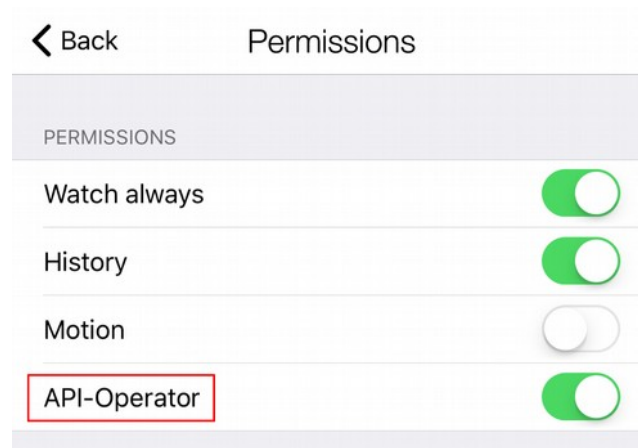 Back Permissions
PERMISSIONS
Watch always
History
Motion
API-Operator